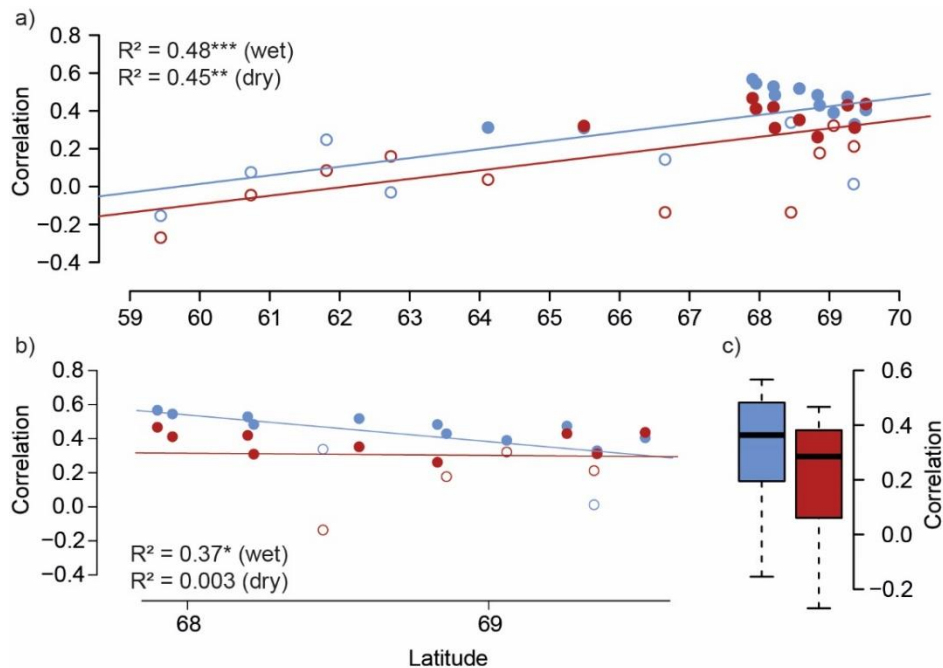 a)
0.8
0.6
0.4
0.2
0.0
−0.2
−0.4
Correlation
R² = 0.48*** (wet)
R² = 0.45** (dry)
59 60 61 62 63 64 65 66 67 68 69 70
b)
0.8
0.6
0.4
0.2
0.0
−0.2
−0.4
Correlation
R² = 0.37* (wet)
R² = 0.003 (dry)
68 69
Latitude
c)
0.6
0.4
0.2
0.0
−0.2
Correlation